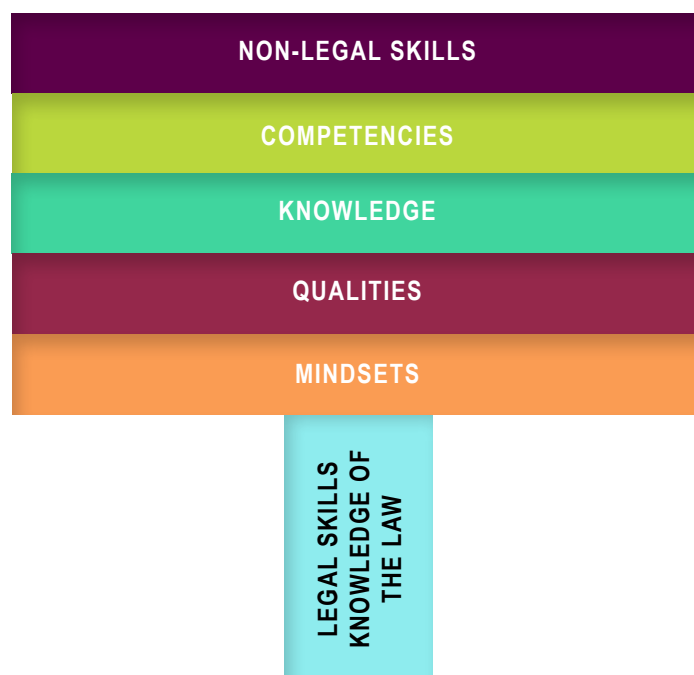 NON-LEGAL SKILLS
COMPETENCIES
KNOWLEDGE
QUALITIES
MINDSETS
LEGAL SKILLS
KNOWLEDGE OF
THE LAW